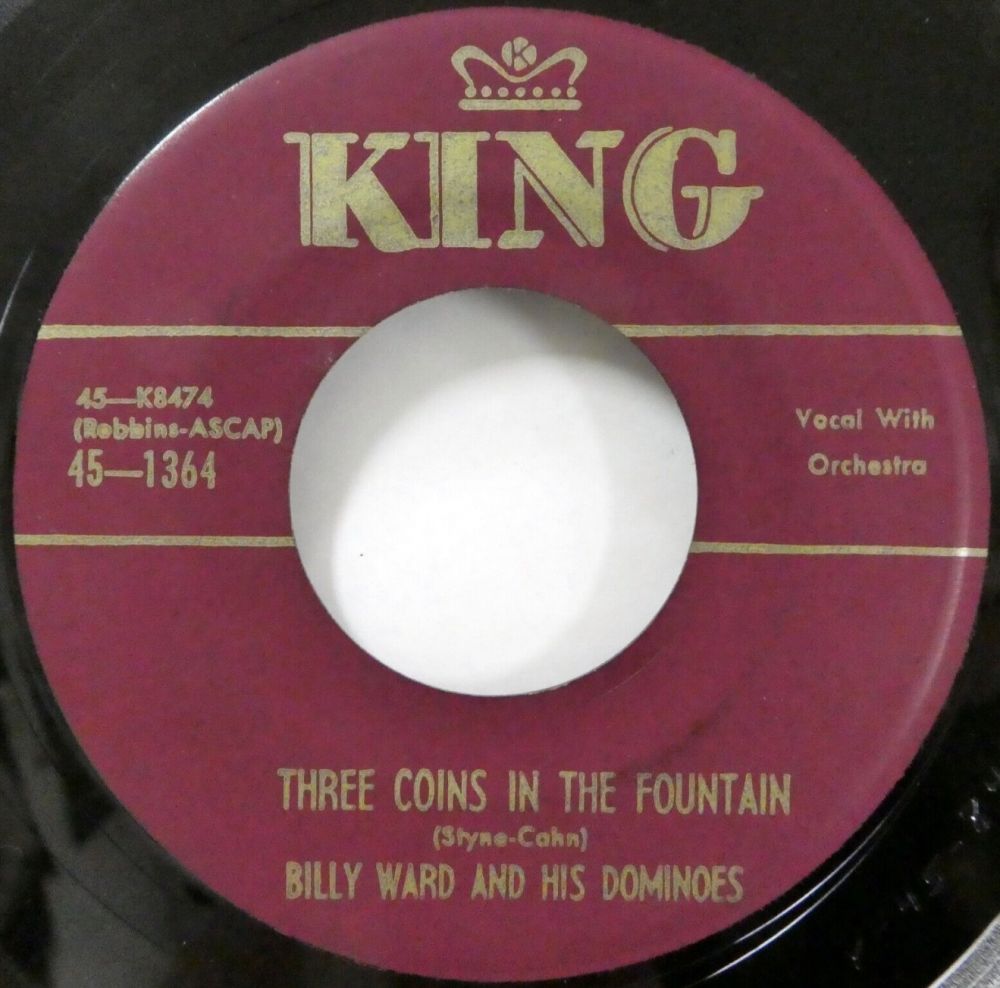 K
KING
45—K8474
(Robbins-ASCAP)
45—1364
Vocal With
Orchestra
THREE COINS IN THE FOUNTAIN
(Styne-Cahn)
BILLY WARD AND HIS DOMINOES